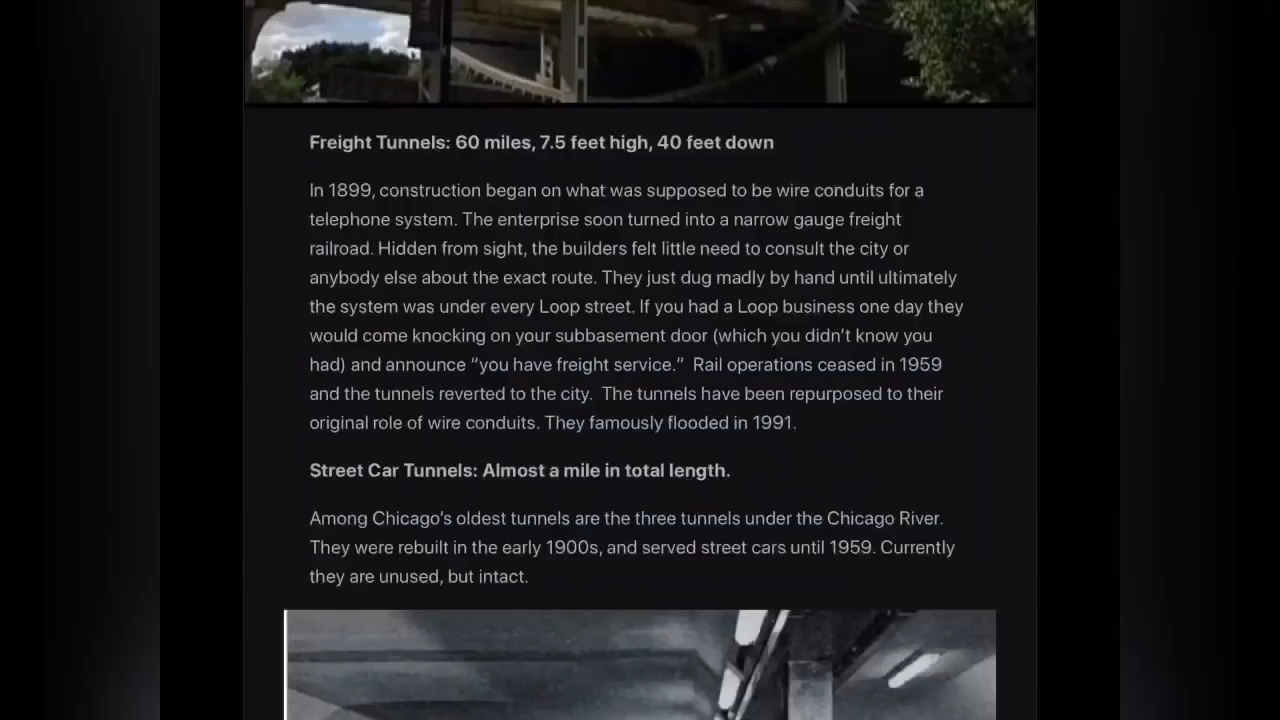 Freight Tunnels: 60 miles, 7.5 feet high, 40 feet down
In 1899, construction began on what was supposed to be wire conduits for a
telephone system. The enterprise soon turned into a narrow gauge freight
railroad. Hidden from sight, the builders felt little need to consult the city or
anybody else about the exact route. They just dug madly by hand until ultimately
the system was under every Loop street. If you had a Loop business one day they
would come knocking on your subbasement door (which you didn’t know you
had) and announce “you have freight service.”  Rail operations ceased in 1959
and the tunnels reverted to the city.  The tunnels have been repurposed to their
original role of wire conduits. They famously flooded in 1991.
Street Car Tunnels: Almost a mile in total length.
Among Chicago’s oldest tunnels are the three tunnels under the Chicago River.
They were rebuilt in the early 1900s, and served street cars until 1959. Currently
they are unused, but intact.